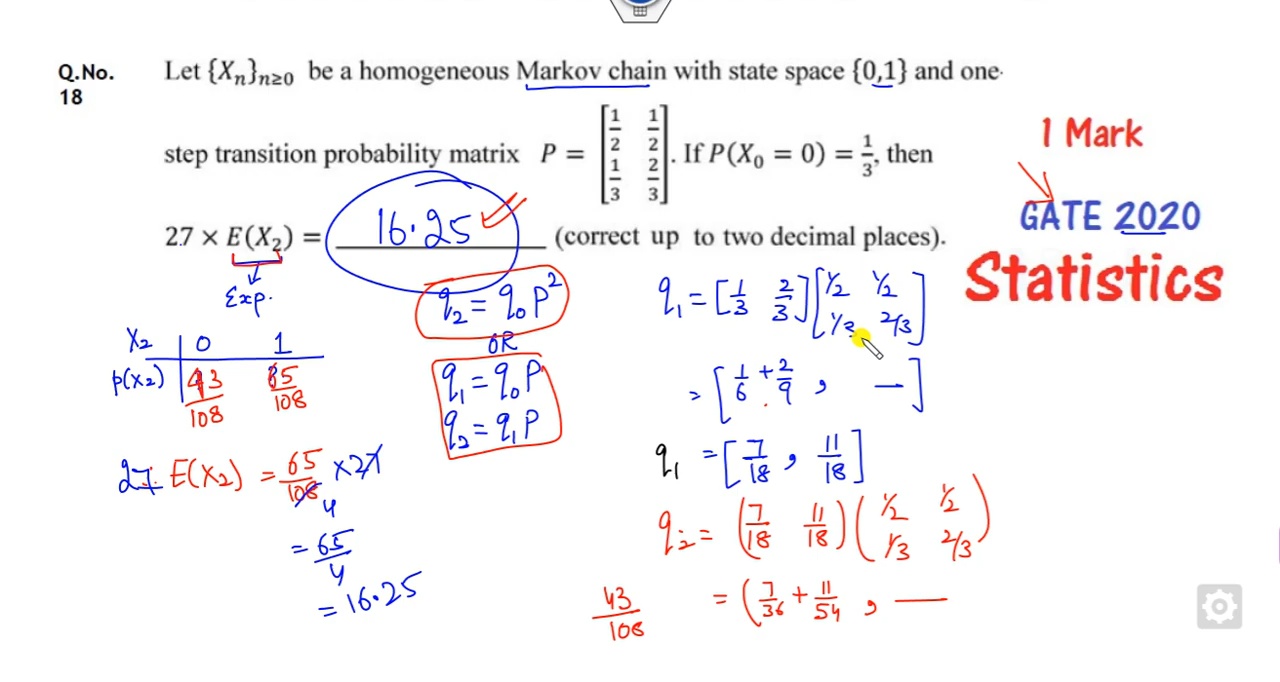 Q.No. 18 Let {Xₙ}ₙ≥₀ be a homogeneous Markov chain with state space {0,1} and one-
step transition probability matrix P = [1/2 1/2; 1/3 2/3]. If P(X₀ = 0) = 1/3, then
27 × E(X₂) = 16.25 (correct up to two decimal places).
1 Mark
GATE 2020
Statistics
Exp.
X₂ | 0 1
p(X₂) | 43/108 65/108
27. E(X₂) = 65/108 × 27
= 65/4
= 16.25
q₂ = q₀ P²
OR
q₁ = q₀ P
q₂ = q₁ P
q₁ = [1/3 2/3] [1/2 1/2; 1/3 2/3]
= [1/6 + 2/9 , —]
q₁ = [7/18 , 11/18]
q₂ = (7/18 11/18) (1/2 1/2; 1/3 2/3)
= (7/36 + 11/54 , —
43/108